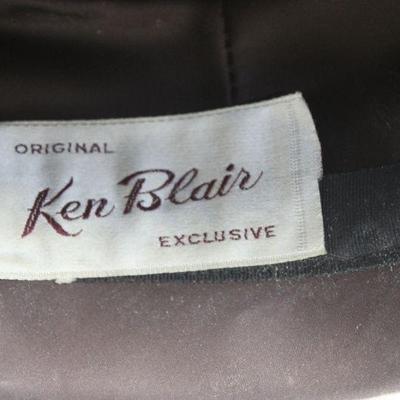 ORIGINAL
Ken Blair
EXCLUSIVE